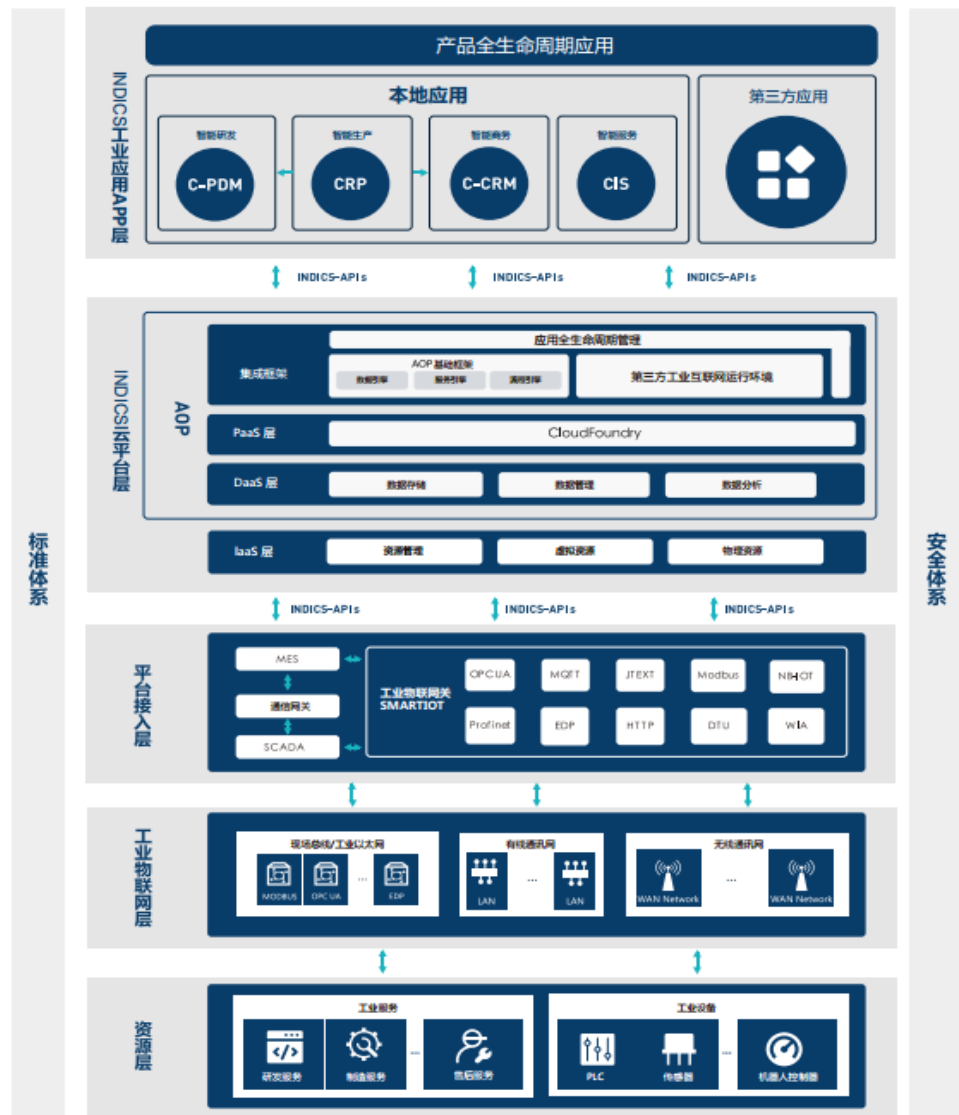 标准体系
安全体系
INDICS工业应用APP层
产品全生命周期应用
本地应用
智能研发
C-PDM
智能生产
CRP
智能商务
C-CRM
智能服务
CIS
第三方应用
INDICS-APIs
INDICS-APIs
INDICS-APIs
INDICS云平台层
AOP
集成框架
应用全生命周期管理
AOP基础框架
数据引擎
服务引擎
流程引擎
第三方工业互联网运行环境
PaaS 层
CloudFoundry
DaaS 层
数据存储
数据管理
数据分析
IaaS 层
资源管理
虚拟资源
物理资源
INDICS-APIs
INDICS-APIs
INDICS-APIs
平台接入层
MES
通信网关
SCADA
工业物联网关
SMARTIOT
OPC UA
MQTT
JTEXT
Modbus
NB-IOT
Profinet
EDP
HTTP
DTU
WIA
工业物联网层
现场总线/工业以太网
MODBUS
OPC UA
...
EDP
有线通讯网
LAN
...
LAN
无线通讯网
WAN Network
...
WAN Network
资源层
工业服务
研发服务
制造服务
...
售后服务
工业设备
PLC
传感器
...
机器人控制器